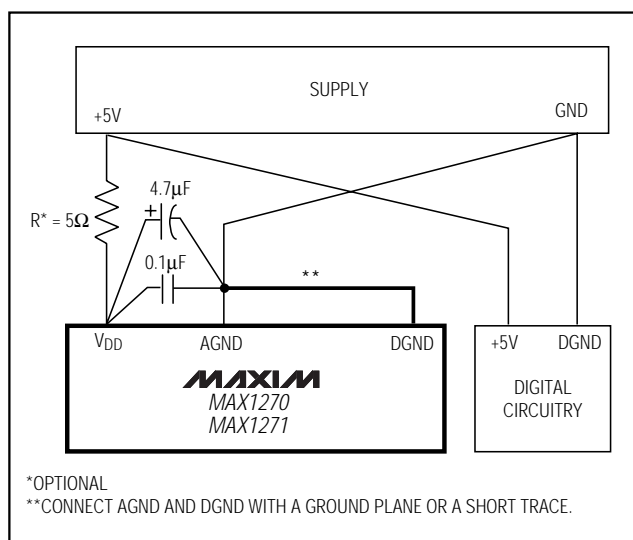 SUPPLY
+5V
GND
4.7µF
+
R* = 5Ω
0.1µF
**
VDD
AGND
DGND
+5V
DGND
MAXIM
MAX1270
MAX1271
DIGITAL
CIRCUITRY
*OPTIONAL
**CONNECT AGND AND DGND WITH A GROUND PLANE OR A SHORT TRACE.